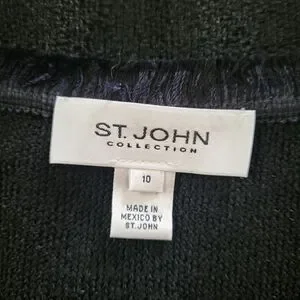 ST. JOHN
COLLECTION
10
MADE IN
MEXICO BY
ST. JOHN